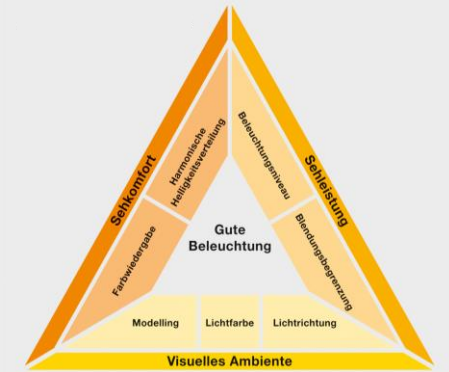 Sehkomfort
Harmonische
Helligkeitsverteilung
Farbwiedergabe
Beleuchtungsniveau
Sehleistung
Blendungsbegrenzung
Gute
Beleuchtung
Modelling
Lichtfarbe
Lichtrichtung
Visuelles Ambiente